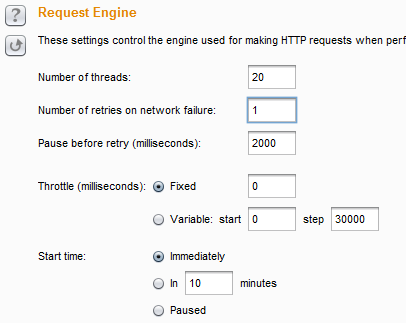 Request Engine
These settings control the engine used for making HTTP requests when perf
Number of threads: 20
Number of retries on network failure: 1
Pause before retry (milliseconds): 2000
Throttle (milliseconds): Fixed 0
Variable: start 0 step 30000
Start time: Immediately
In 10 minutes
Paused